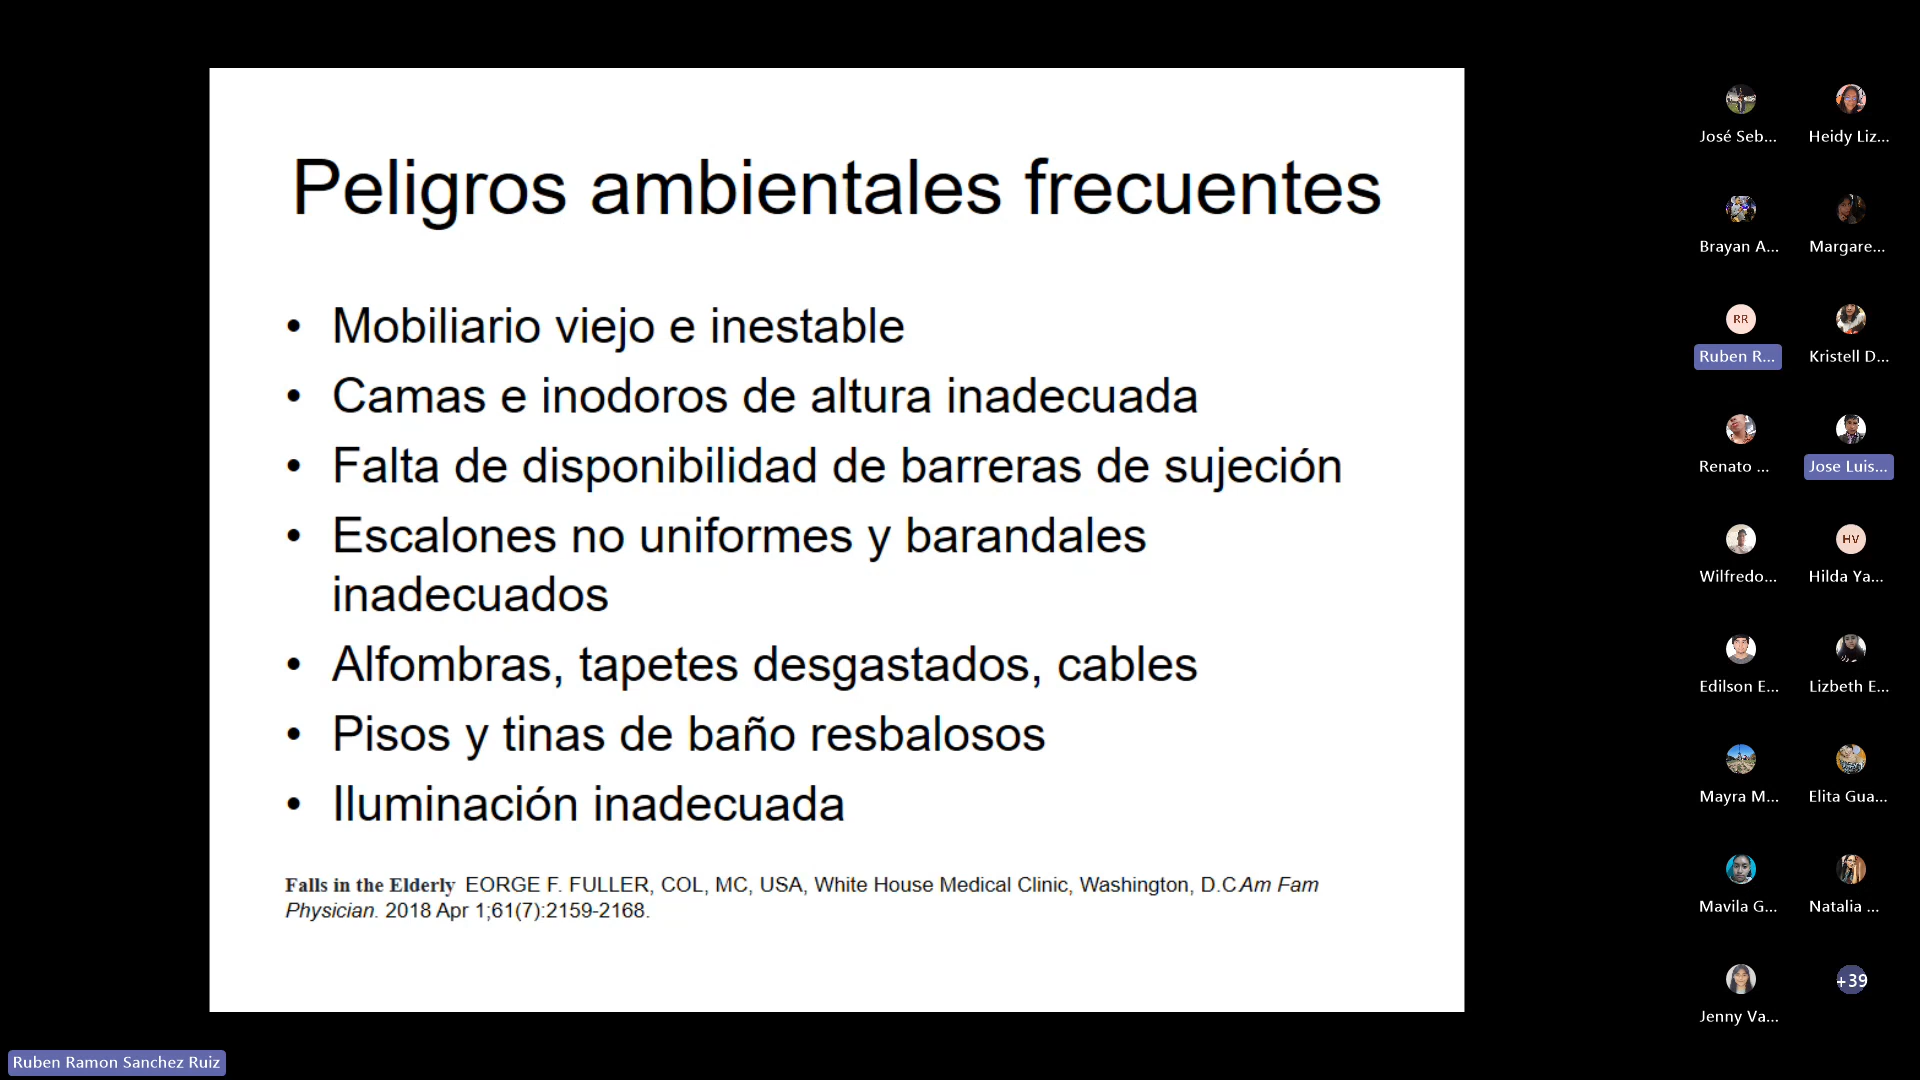 Peligros ambientales frecuentes
• Mobiliario viejo e inestable
• Camas e inodoros de altura inadecuada
• Falta de disponibilidad de barreras de sujeción
• Escalones no uniformes y barandales
inadecuados
• Alfombras, tapetes desgastados, cables
• Pisos y tinas de baño resbalosos
• Iluminación inadecuada
Falls in the Elderly EORGE F. FULLER, COL, MC, USA, White House Medical Clinic, Washington, D.C Am Fam
Physician. 2018 Apr 1;61(7):2159-2168.
José Seb... Heidy Liz...
Brayan A... Margare...
RR
Ruben R... Kristell D...
Renato ... Jose Luis...
HV
Wilfredo... Hilda Ya...
Edilson E... Lizbeth E...
Mayra M... Elita Gua...
Mavila G... Natalia ...
+39
Jenny Va...
Ruben Ramon Sanchez Ruiz